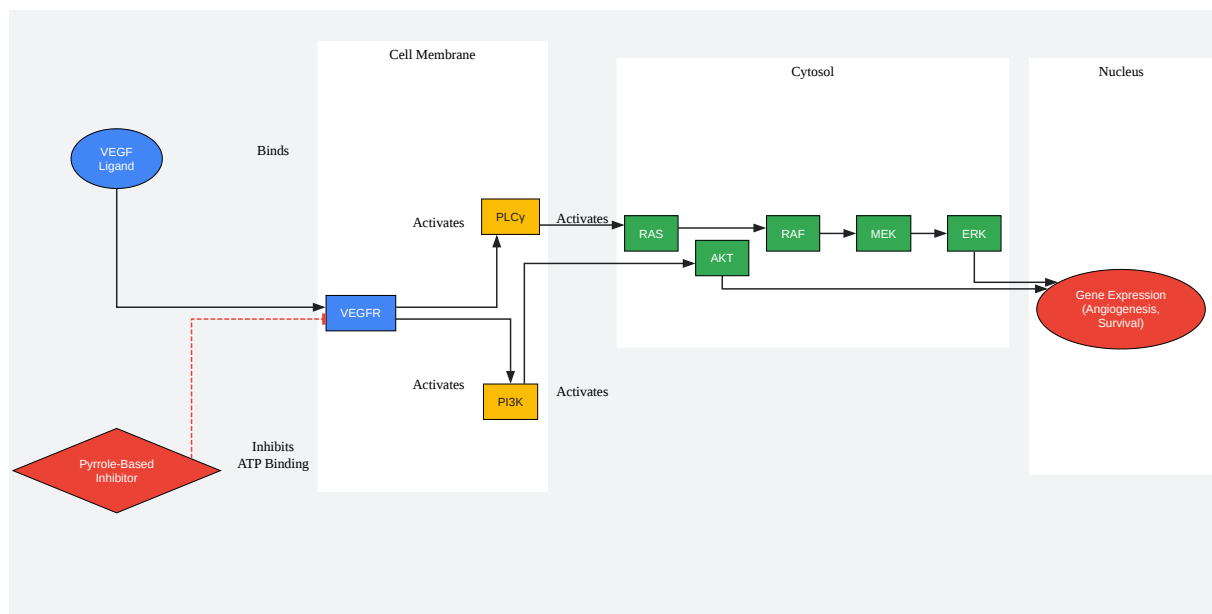 Cell Membrane
Cytosol
Nucleus
VEGF
Ligand
Binds
Activates
PLCγ
Activates
RAS
RAF
MEK
ERK
AKT
VEGFR
Gene Expression
(Angiogenesis,
Survival)
Activates
PI3K
Activates
Pyrrole-Based
Inhibitor
Inhibits
ATP Binding